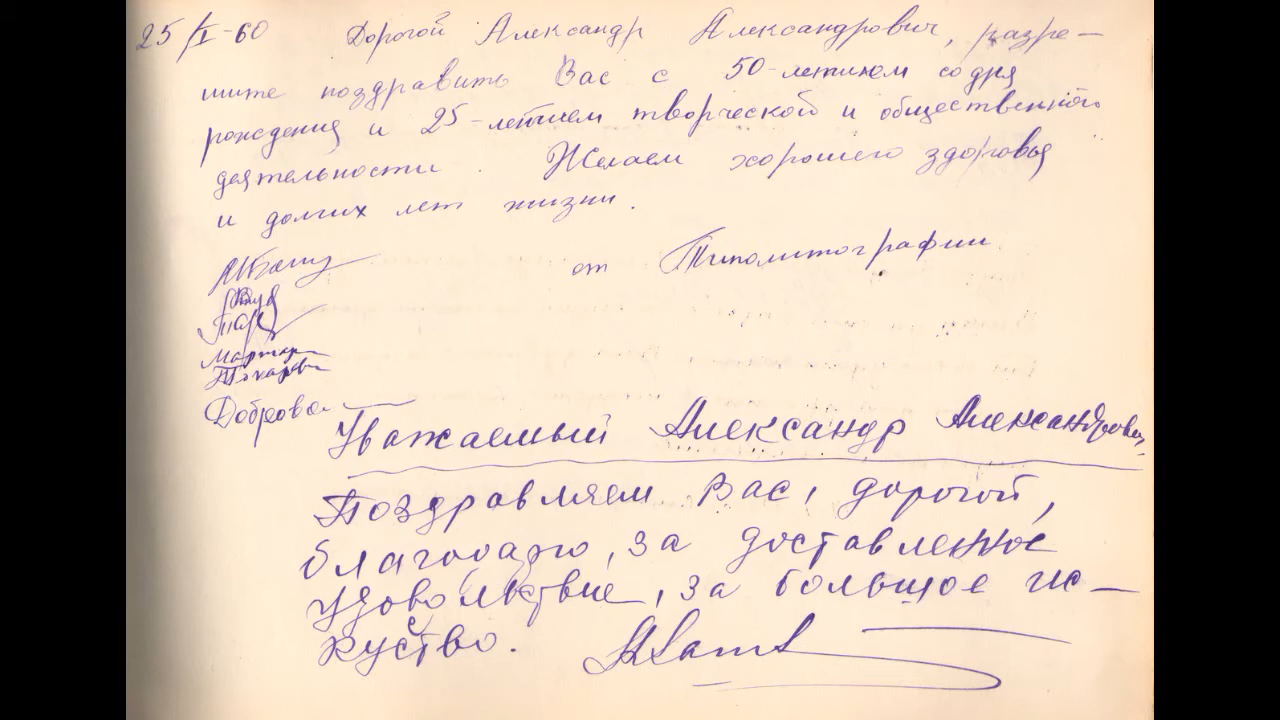 25/I-60 Дорогой Александр Александрович, разре-
шите поздравить Вас с 50-летием со дня
рождения и 25-летием творческой и общественной
деятельности. Желаем хорошего здоровья
и долгих лет жизни.
от Типолитографии
Токарева
Доброва
Уважаемый Александр Александрович,
Поздравляем Вас, дорогой,
благодарю, за доставленное
удовольствие, за большое ис-
куство.